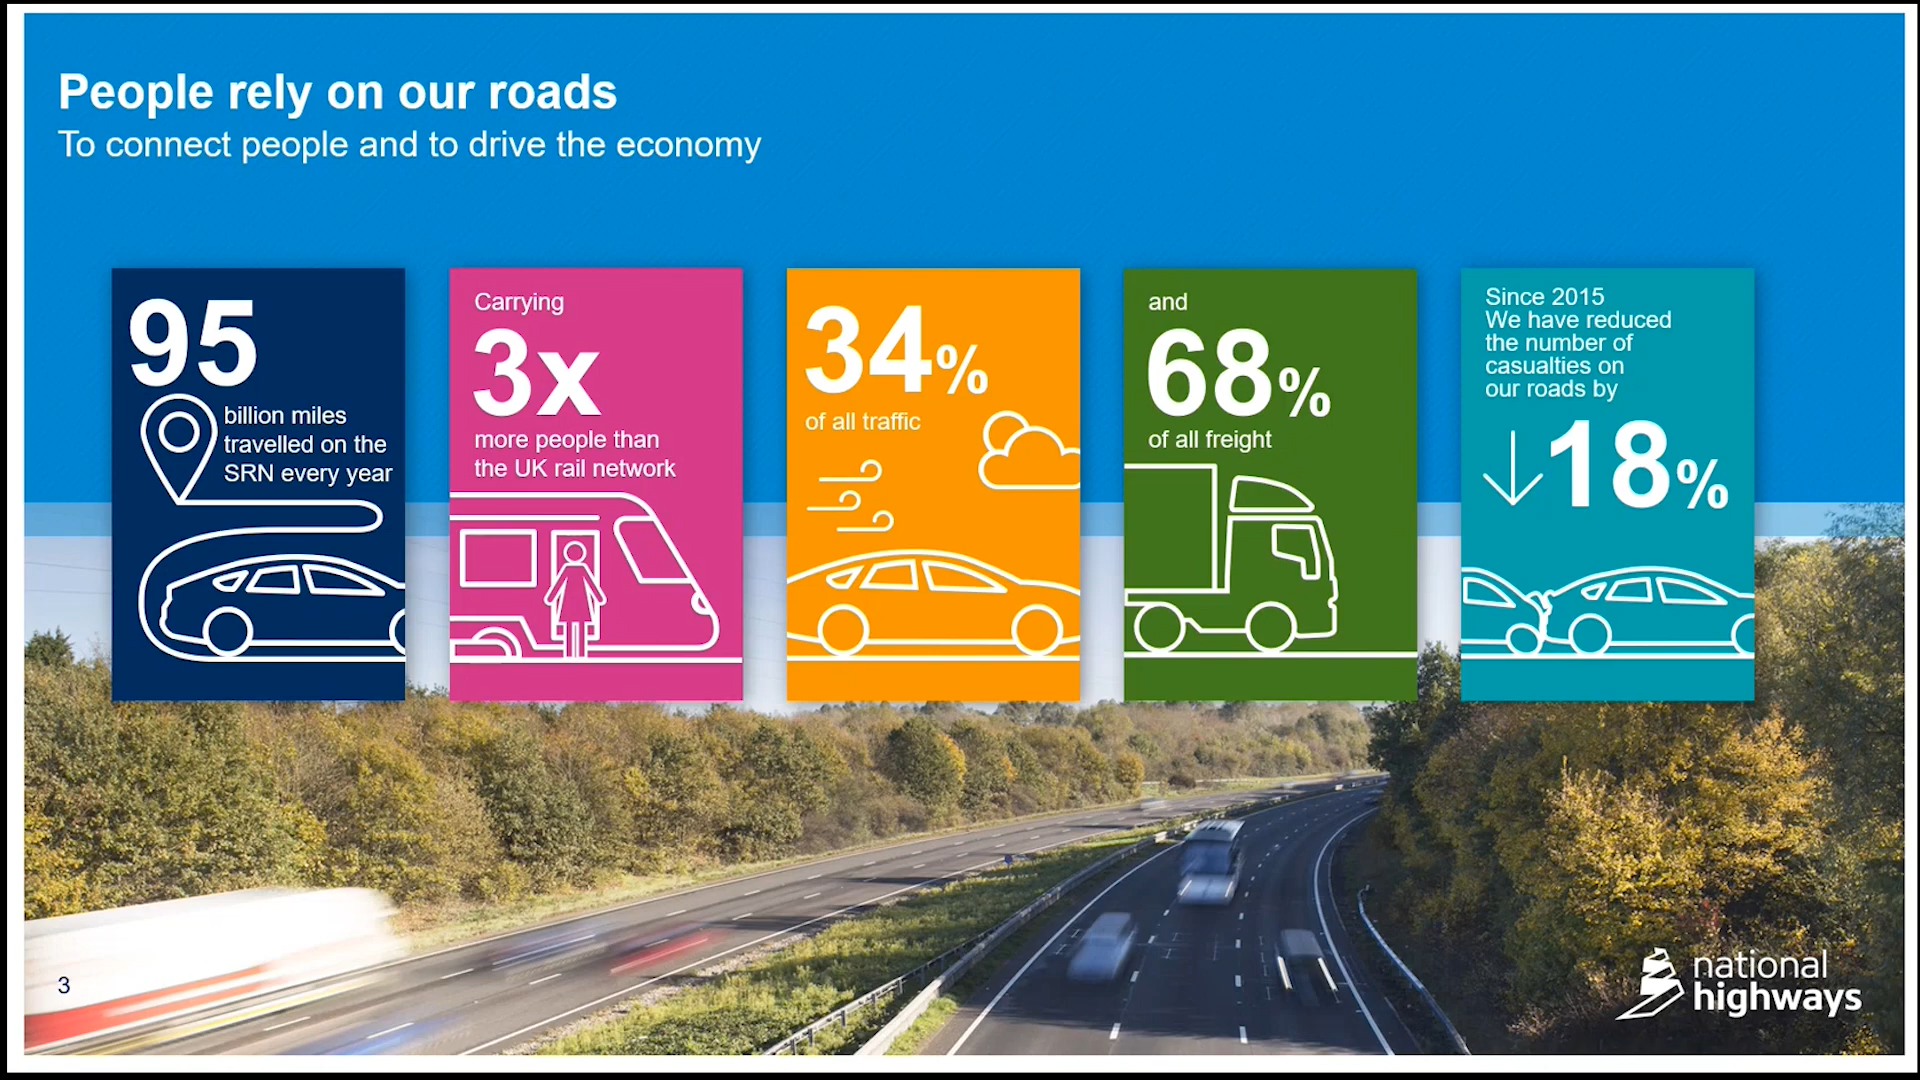 People rely on our roads
To connect people and to drive the economy
95
billion miles
travelled on the
SRN every year
Carrying
3x
more people than
the UK rail network
34%
of all traffic
and
68%
of all freight
Since 2015
We have reduced
the number of
casualties on
our roads by
↓18%
3
national
highways